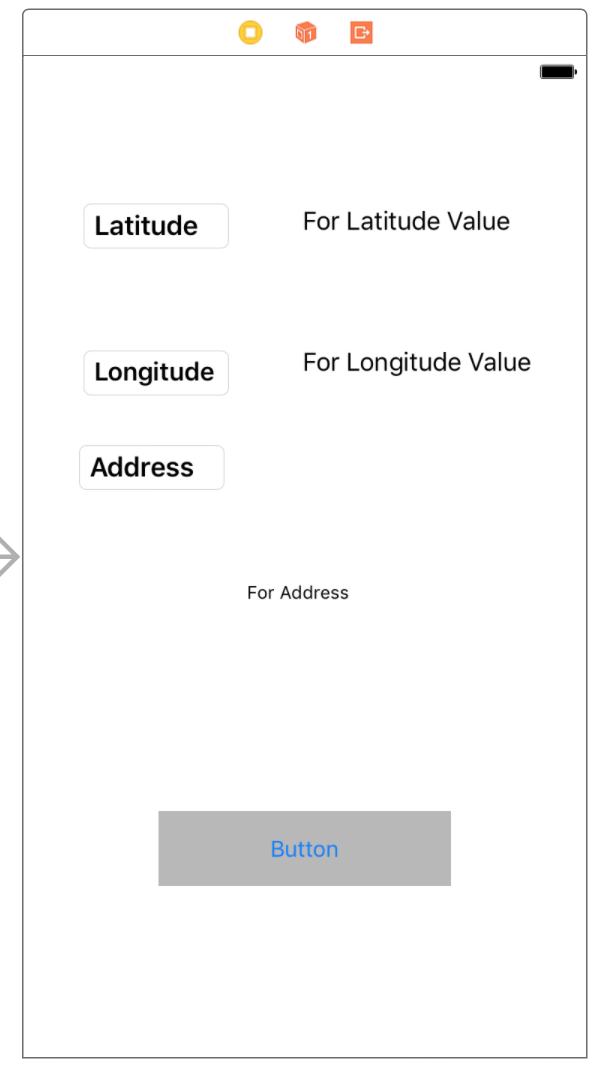 Latitude
For Latitude Value
Longitude
For Longitude Value
Address
For Address
Button